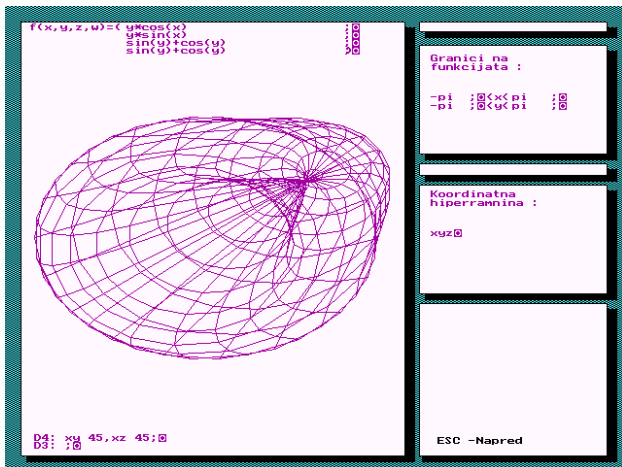 f(x,y,z,w)=( y*cos(x) ;◙
y*sin(x) ;◙
sin(y)+cos(y) ;◙
sin(y)+cos(y) )◙
Granici na
funkcijata :
-pi ;◙<x<pi ;◙
-pi ;◙<y<pi ;◙
Koordinatna
hiperramnina :
xyz◙
D4: xy 45,xz 45;◙
D3: ;◙
ESC -Napred